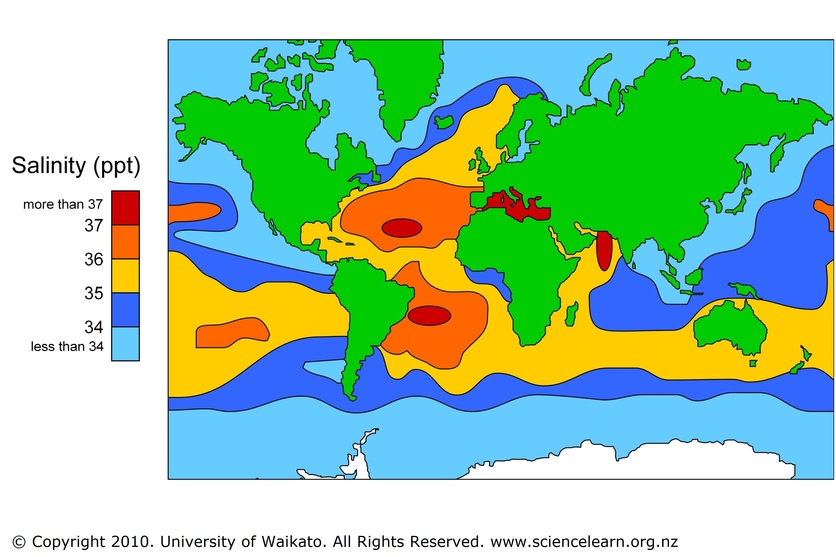 Salinity (ppt)
more than 37
37
36
35
34
less than 34
© Copyright 2010. University of Waikato. All Rights Reserved. www.sciencelearn.org.nz